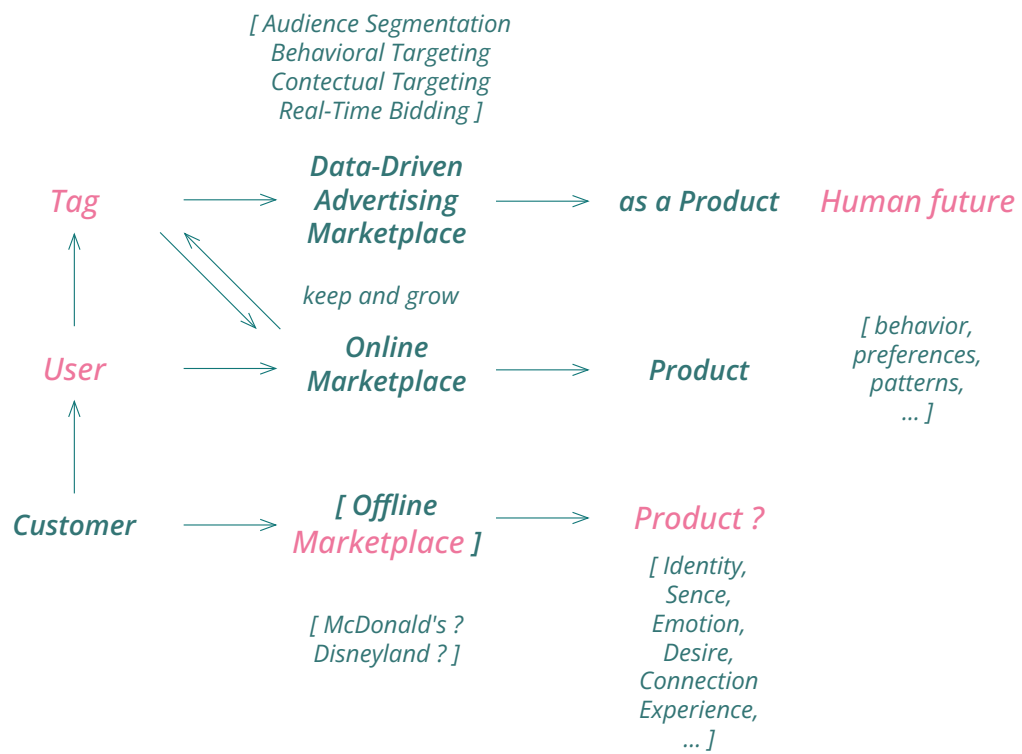 [ Audience Segmentation
Behavioral Targeting
Contectual Targeting
Real-Time Bidding ]
Tag
Data-Driven
Advertising
Marketplace
as a Product
Human future
keep and grow
User
Online
Marketplace
Product
[ behavior,
preferences,
patterns,
... ]
Customer
[ Offline
Marketplace ]
Product ?
[ McDonald's ?
Disneyland ? ]
[ Identity,
Sence,
Emotion,
Desire,
Connection
Experience,
... ]